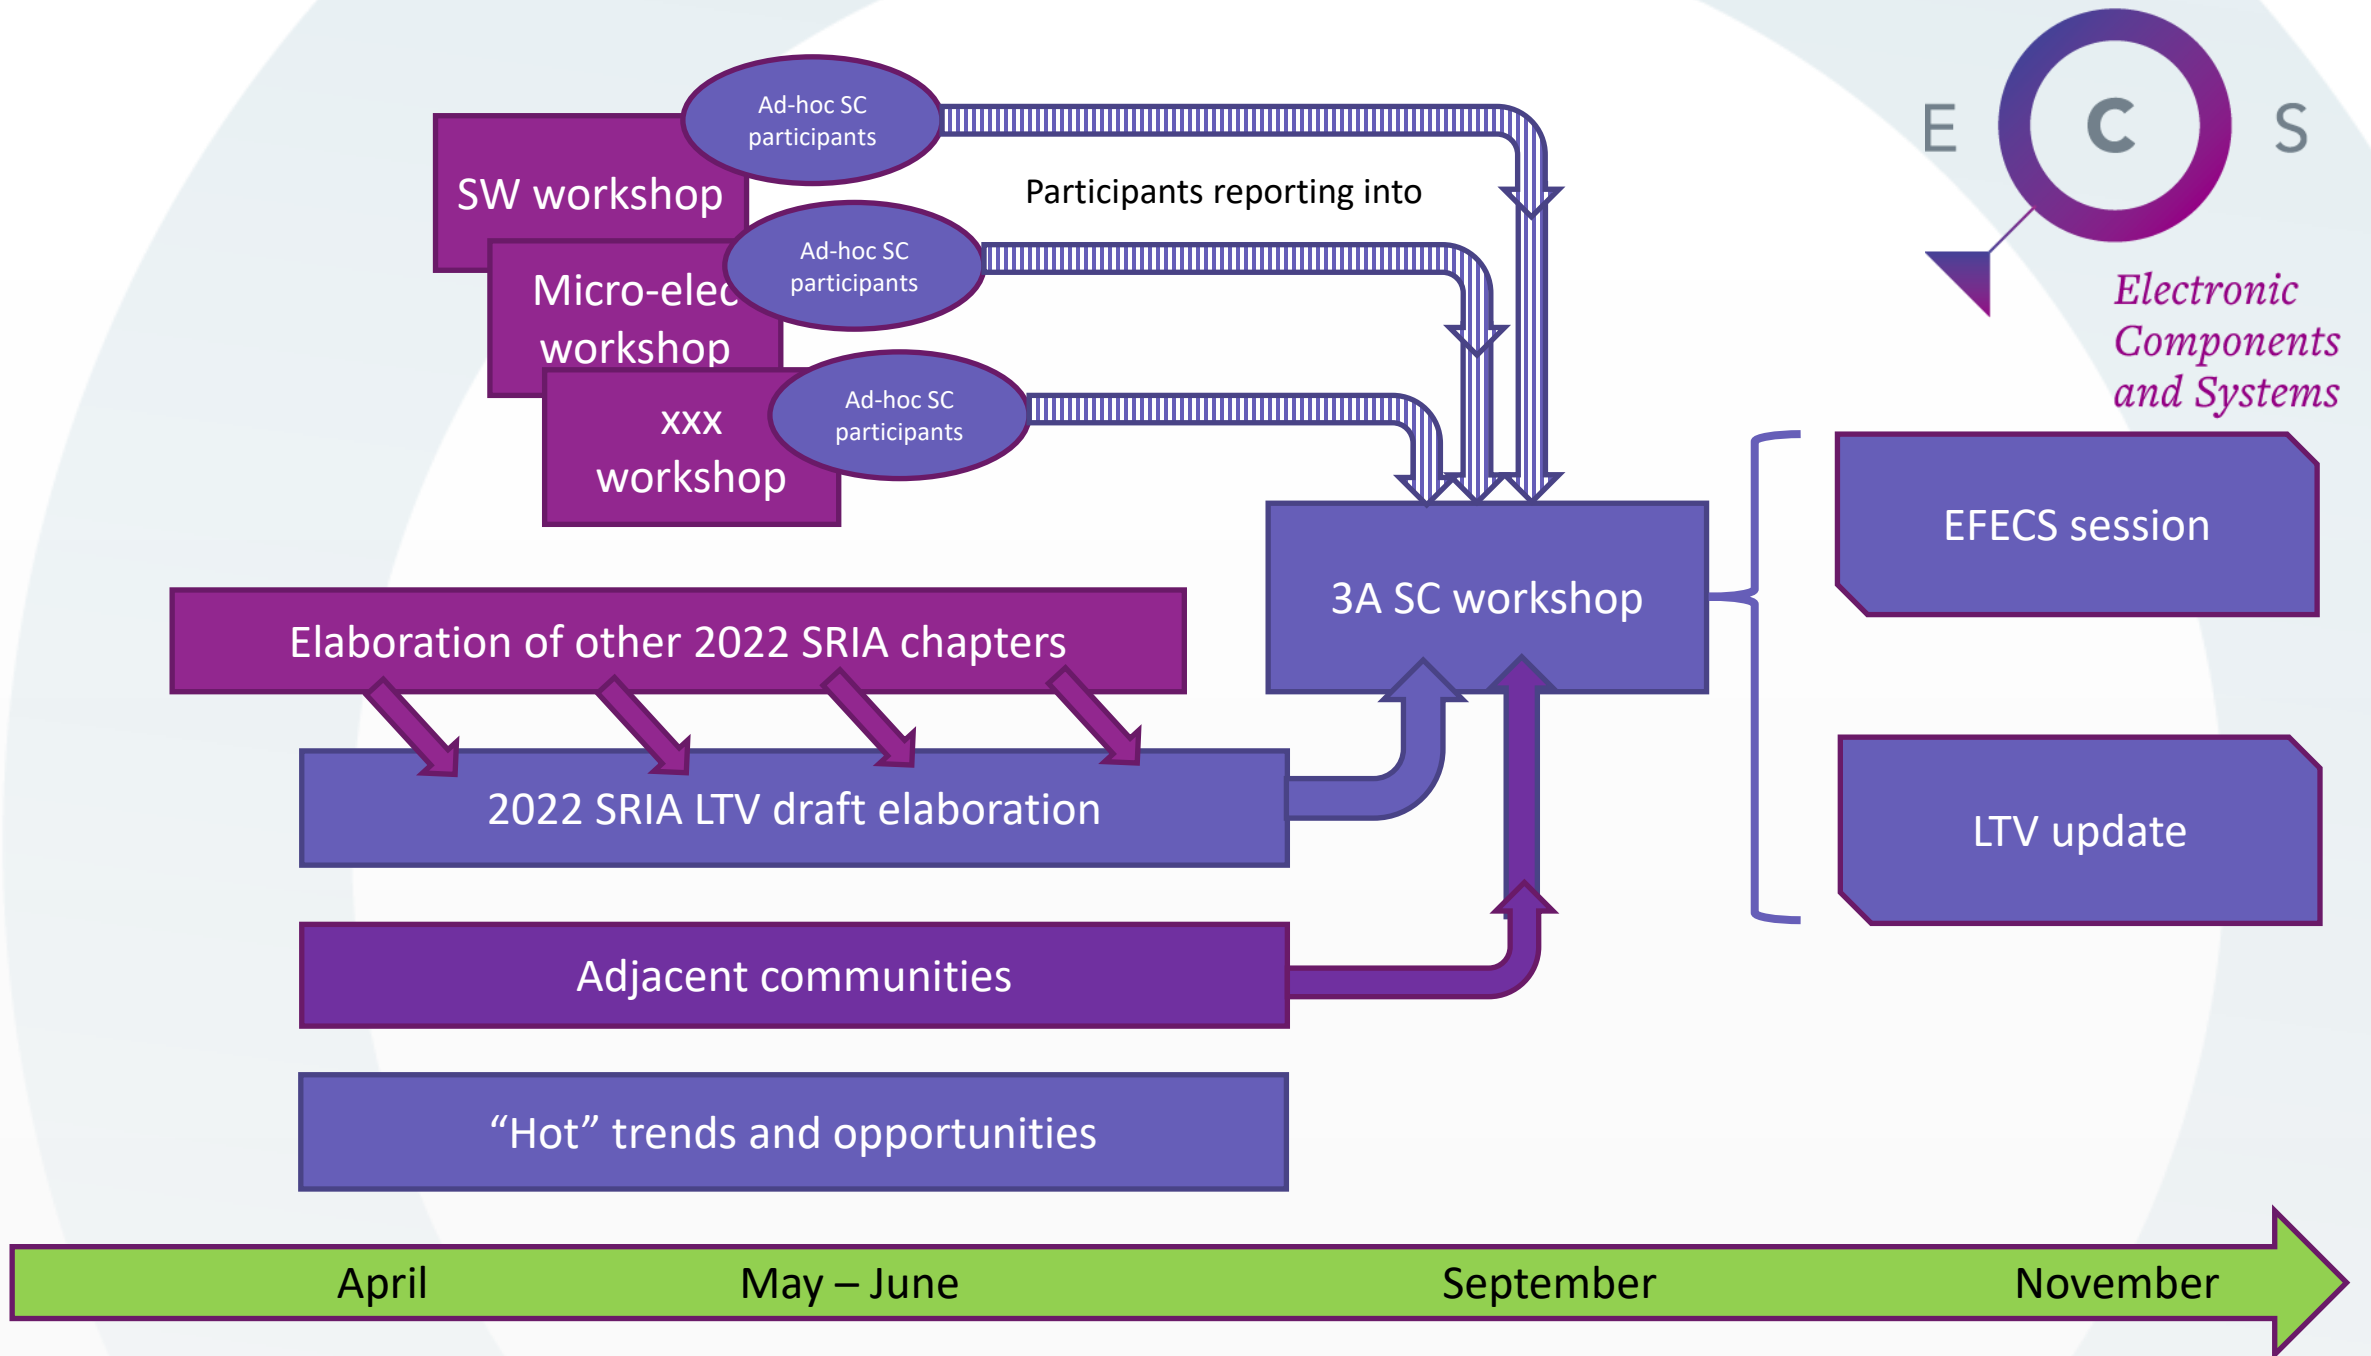 Ad-hoc SC
participants
SW workshop
Participants reporting into
Ad-hoc SC
participants
Micro-elec
workshop
Ad-hoc SC
participants
xxx
workshop
E C S
Electronic
Components
and Systems
EFECS session
3A SC workshop
Elaboration of other 2022 SRIA chapters
2022 SRIA LTV draft elaboration
LTV update
Adjacent communities
“Hot” trends and opportunities
April May – June September November